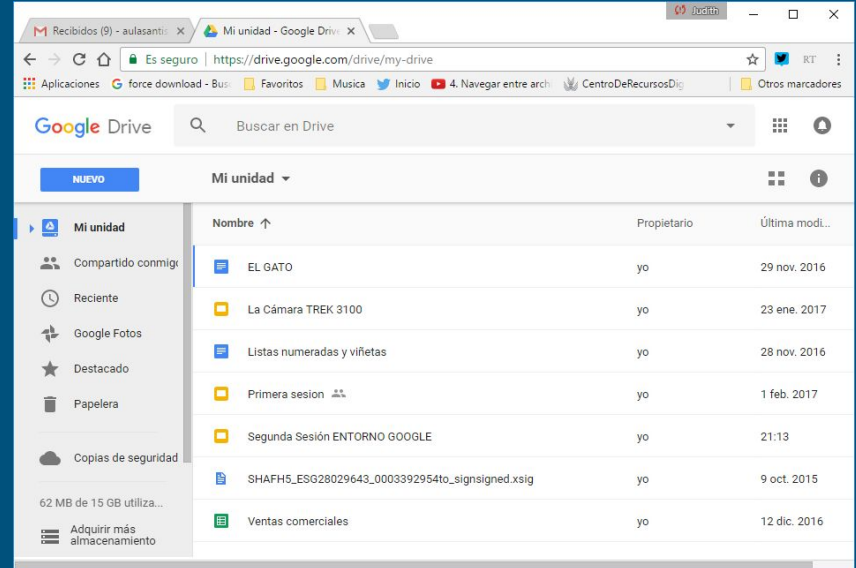 Judith
Recibidos (9) - aulasantis
Mi unidad - Google Drive
Es seguro | https://drive.google.com/drive/my-drive
RT
Aplicaciones G force download - Bus Favoritos Musica Inicio 4. Navegar entre arch CentroDeRecursosDig Otros marcadores
Google Drive Buscar en Drive
NUEVO Mi unidad
Mi unidad Nombre Propietario Última modi...
Compartido conmigo EL GATO yo 29 nov. 2016
Reciente La Cámara TREK 3100 yo 23 ene. 2017
Google Fotos Listas numeradas y viñetas yo 28 nov. 2016
Destacado Primera sesion yo 1 feb. 2017
Papelera
Segunda Sesión ENTORNO GOOGLE yo 21:13
Copias de seguridad
SHAFH5_ESG28029643_0003392954to_signsigned.xsig yo 9 oct. 2015
62 MB de 15 GB utiliza...
Ventas comerciales yo 12 dic. 2016
Adquirir más
almacenamiento